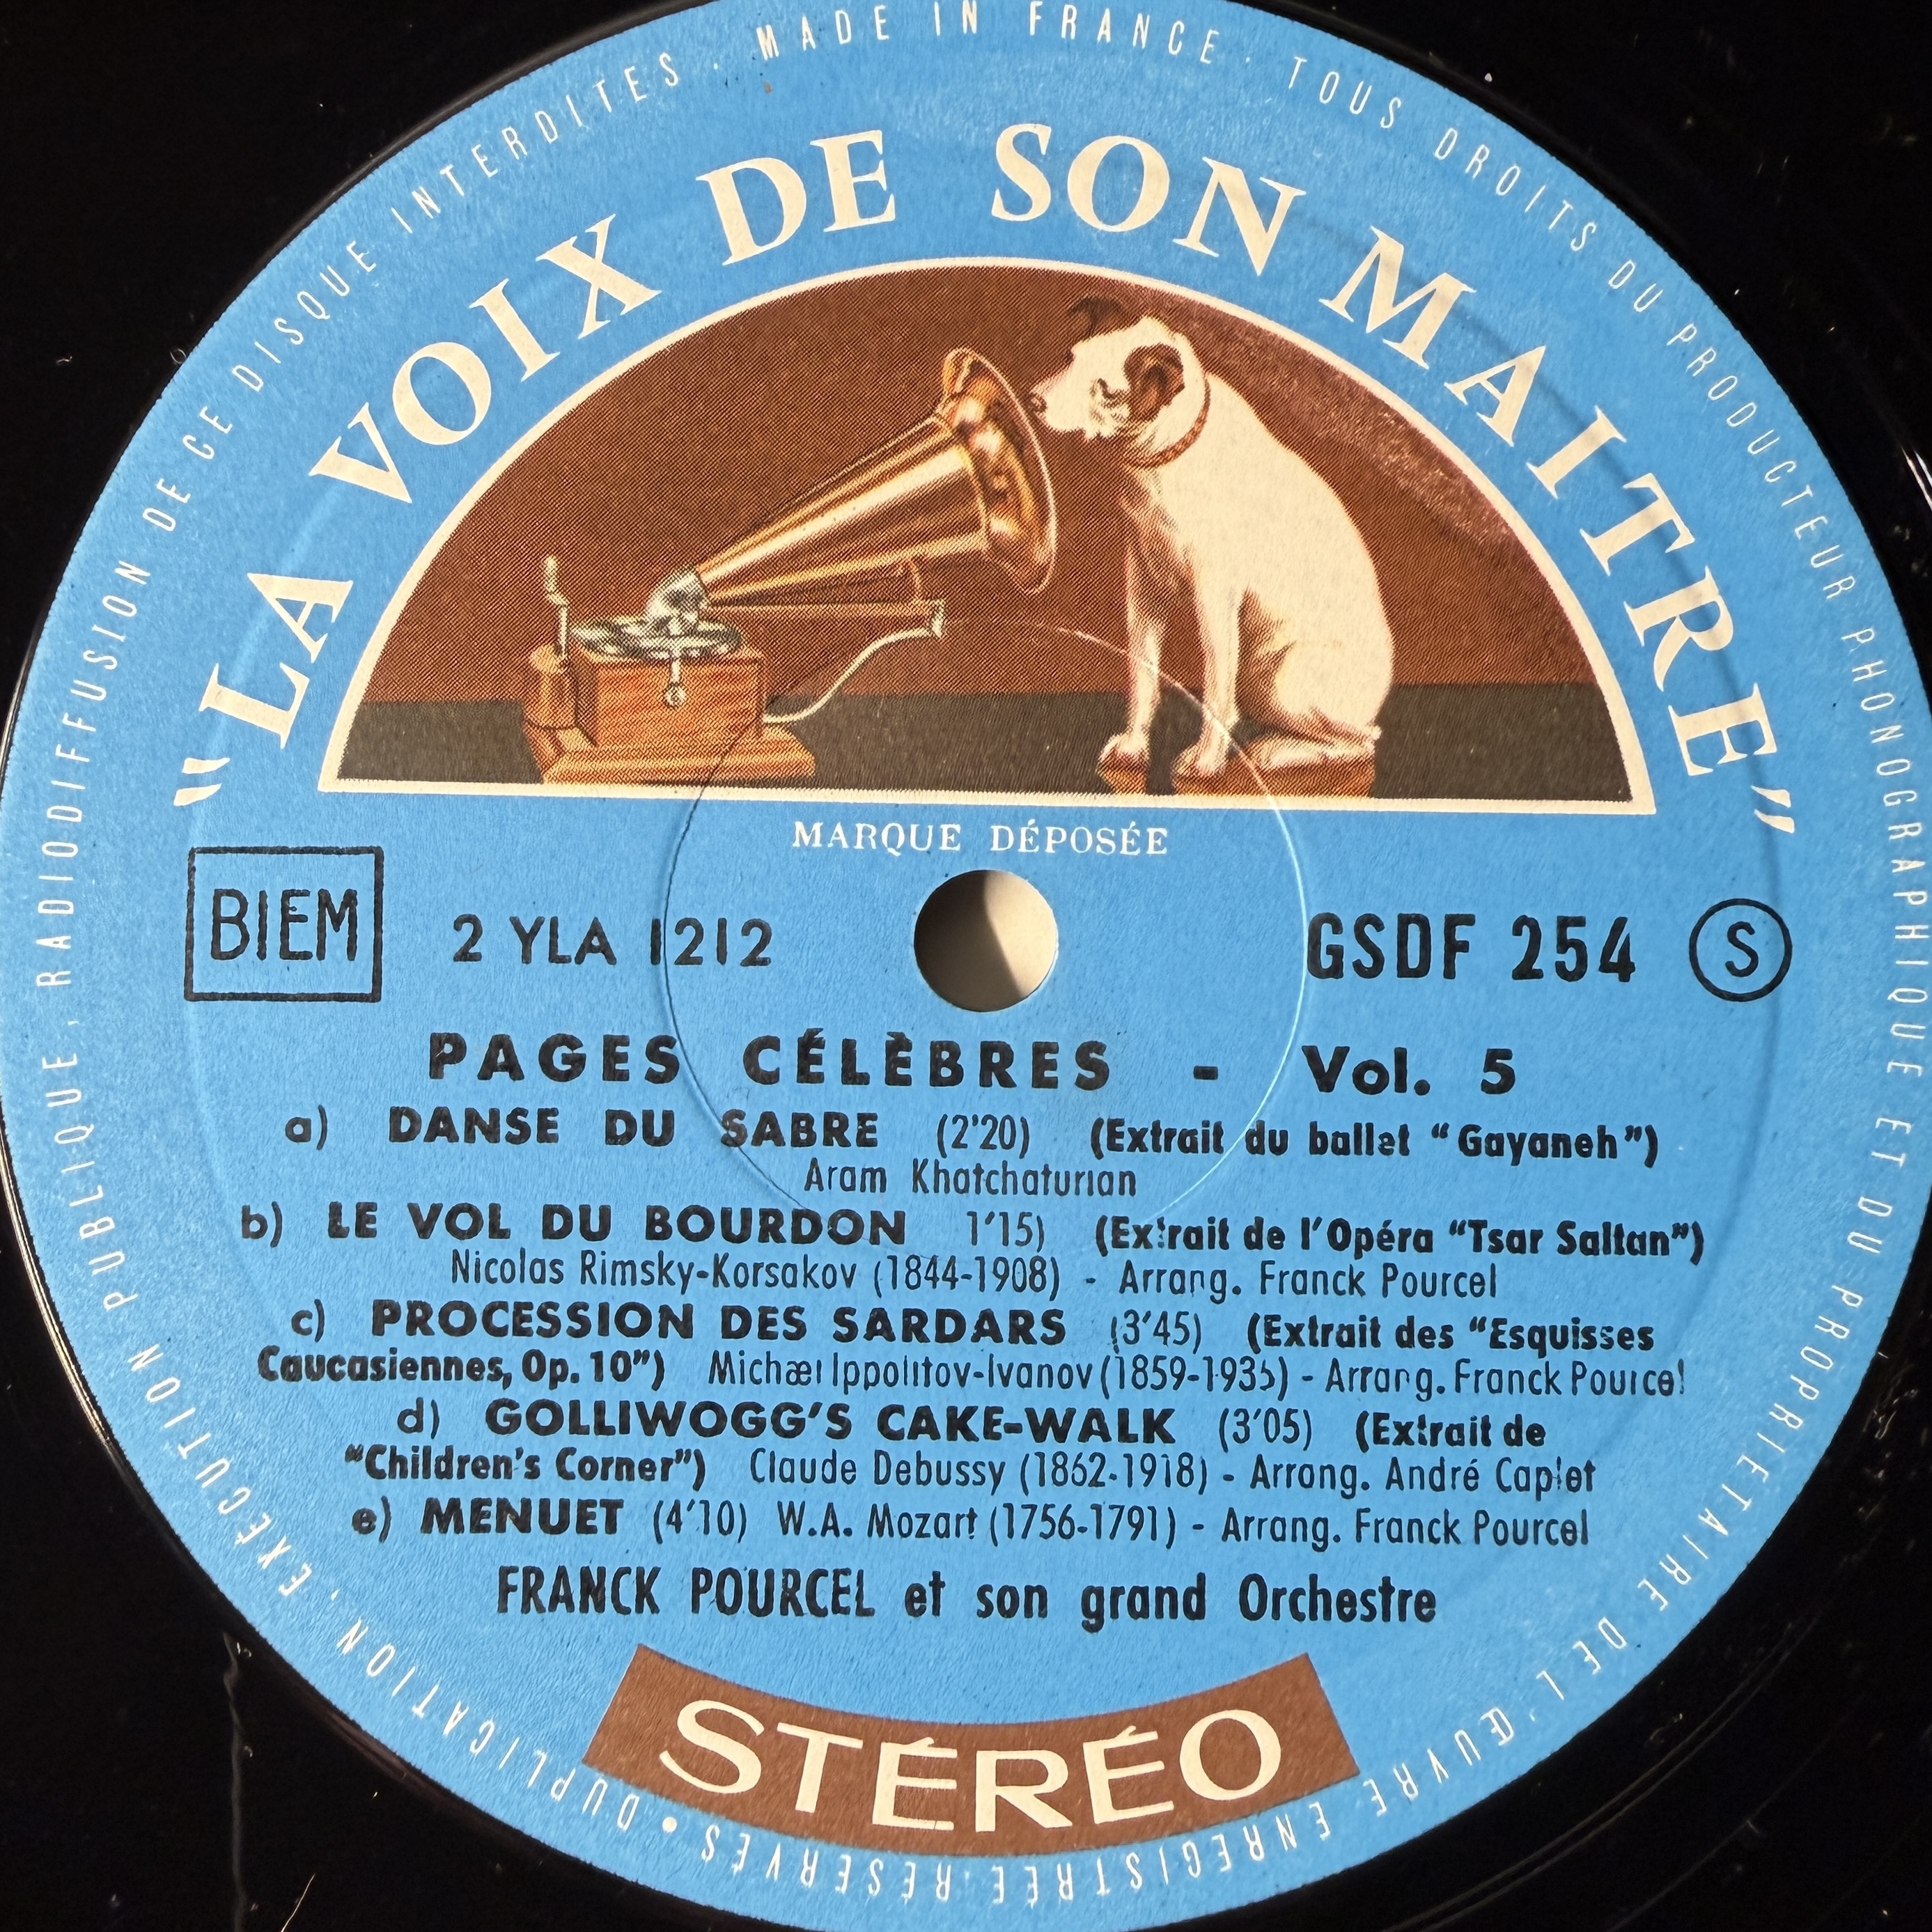 MADE IN FRANCE · TOUS DROITS DU PRODUCTEUR PHONOGRAPHIQUE ET DU PROPRIÉTAIRE DE L'ŒUVRE ENREGISTRÉE RÉSERVÉS • DUPLICATION, EXÉCUTION PUBLIQUE, RADIODIFFUSION DE CE DISQUE INTERDITES ·
“LA VOIX DE SON MAITRE”
MARQUE DÉPOSÉE
BIEM 2 YLA 1212 GSDF 254 S
PAGES CÉLÈBRES - Vol. 5
a) DANSE DU SABRE (2'20) (Extrait du ballet “Gayaneh”)
Aram Khatchaturian
b) LE VOL DU BOURDON 1'15) (Extrait de l'Opéra “Tsar Saltan”)
Nicolas Rimsky-Korsakov (1844-1908) - Arrang. Franck Pourcel
c) PROCESSION DES SARDARS (3'45) (Extrait des “Esquisses
Caucasiennes, Op. 10”) Michæl Ippolitov-Ivanov (1859-1935) - Arrang. Franck Pourcel
d) GOLLIWOGG'S CAKE-WALK (3'05) (Extrait de
“Children's Corner”) Claude Debussy (1862-1918) - Arrang. André Caplet
e) MENUET (4'10) W.A. Mozart (1756-1791) - Arrang. Franck Pourcel
FRANCK POURCEL et son grand Orchestre
STÉRÉO